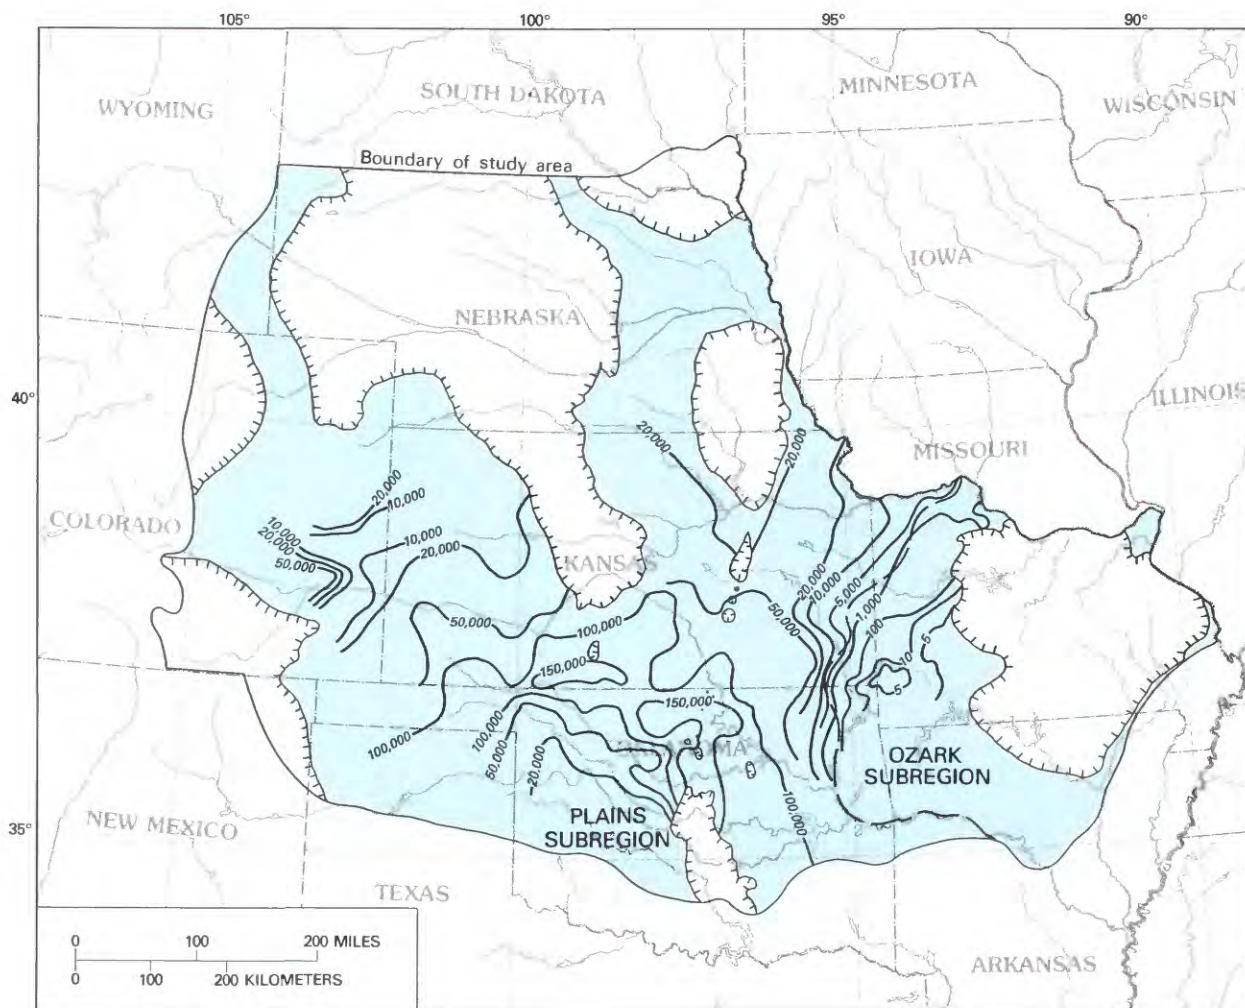 105° 100° 95° 90°
SOUTH DAKOTA
MINNESOTA
WISCONSIN
WYOMING
Boundary of study area
IOWA
NEBRASKA
40°
ILLINOIS
20,000
20,000
MISSOURI
20,000
10,000
COLORADO
10,000
20,000
50,000
10,000
20,000
KANSAS
20,000
10,000
5,000
1,000
100
50,000
50,000
100,000
5
10
5
150,000
150,000
100,000
100,000
50,000
20,000
OKLAHOMA
OZARK
SUBREGION
100,000
PLAINS
SUBREGION
35°
NEW MEXICO
TEXAS
ARKANSAS
0 100 200 MILES
0 100 200 KILOMETERS